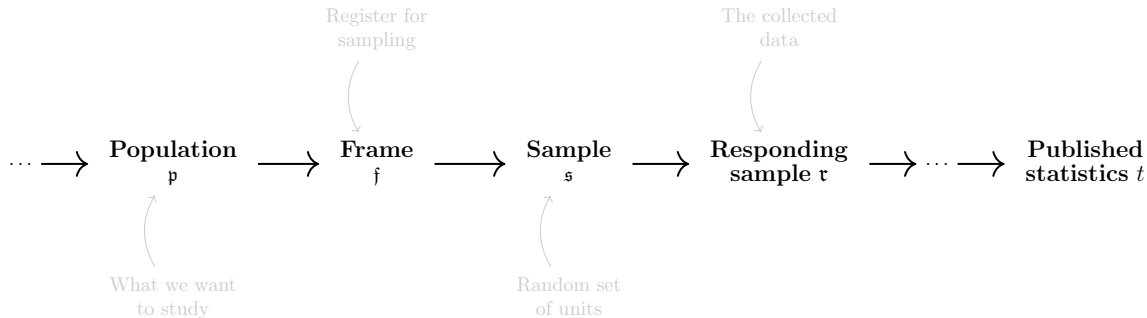 Register for
sampling
The collected
data
··· Population Frame Sample Responding ··· Published
𝔭 𝔣 𝔰 sample 𝔯 statistics t
What we want
to study
Random set
of units